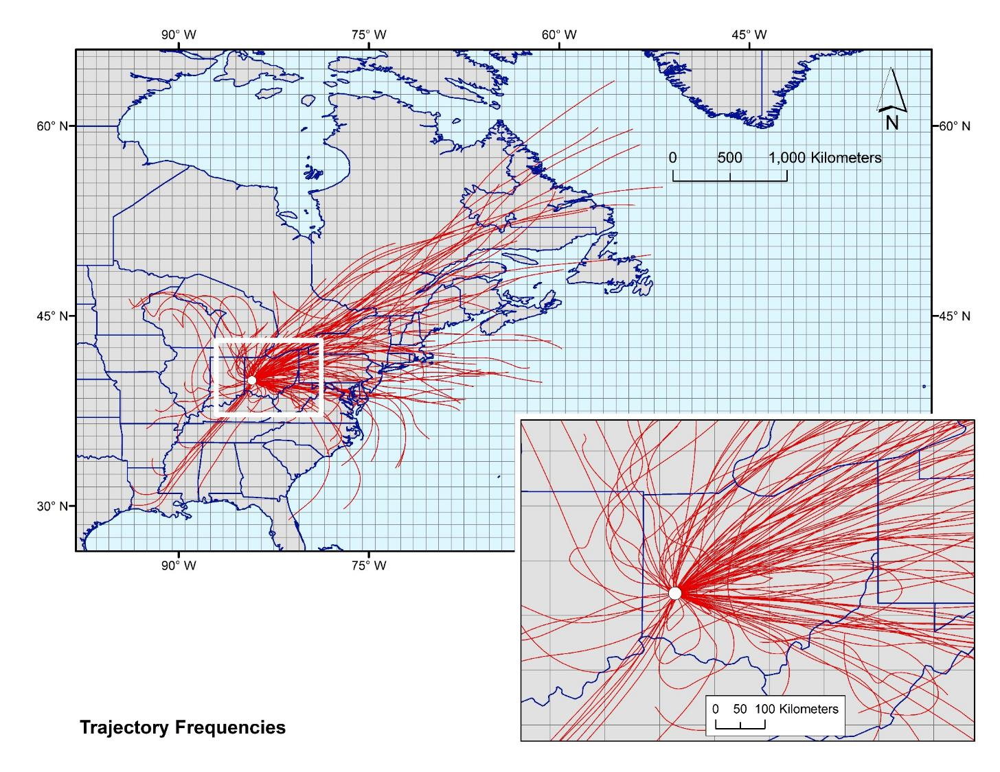 90° W 75° W 60° W 45° W
60° N 60° N
N
0 500 1,000 Kilometers
45° N 45° N
30° N
90° W 75° W
0 50 100 Kilometers
Trajectory Frequencies